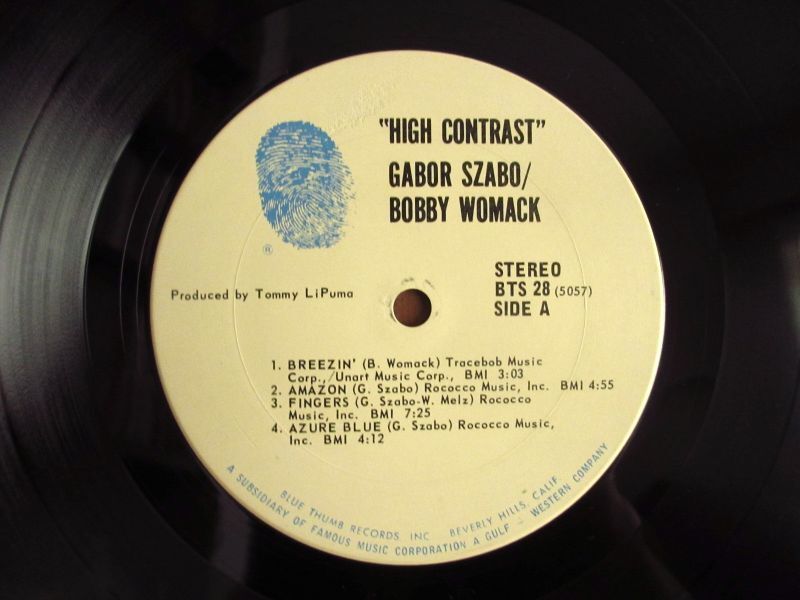 "HIGH CONTRAST"
GABOR SZABO/
BOBBY WOMACK
®
Produced by Tommy LiPuma
STEREO
BTS 28 (5057)
SIDE A
1. BREEZIN' (B. Womack) Tracebob Music
Corp.,/Unart Music Corp., BMI 3:03
2. AMAZON (G. Szabo) Rococco Music, Inc. BMI 4:55
3. FINGERS (G. Szabo-W. Melz) Rococco
Music, Inc. BMI 7:25
4. AZURE BLUE (G. Szabo) Rococco Music,
Inc. BMI 4:12
BLUE THUMB RECORDS, INC BEVERLY HILLS, CALIF.
A SUBSIDIARY OF FAMOUS MUSIC CORPORATION A GULF - WESTERN COMPANY